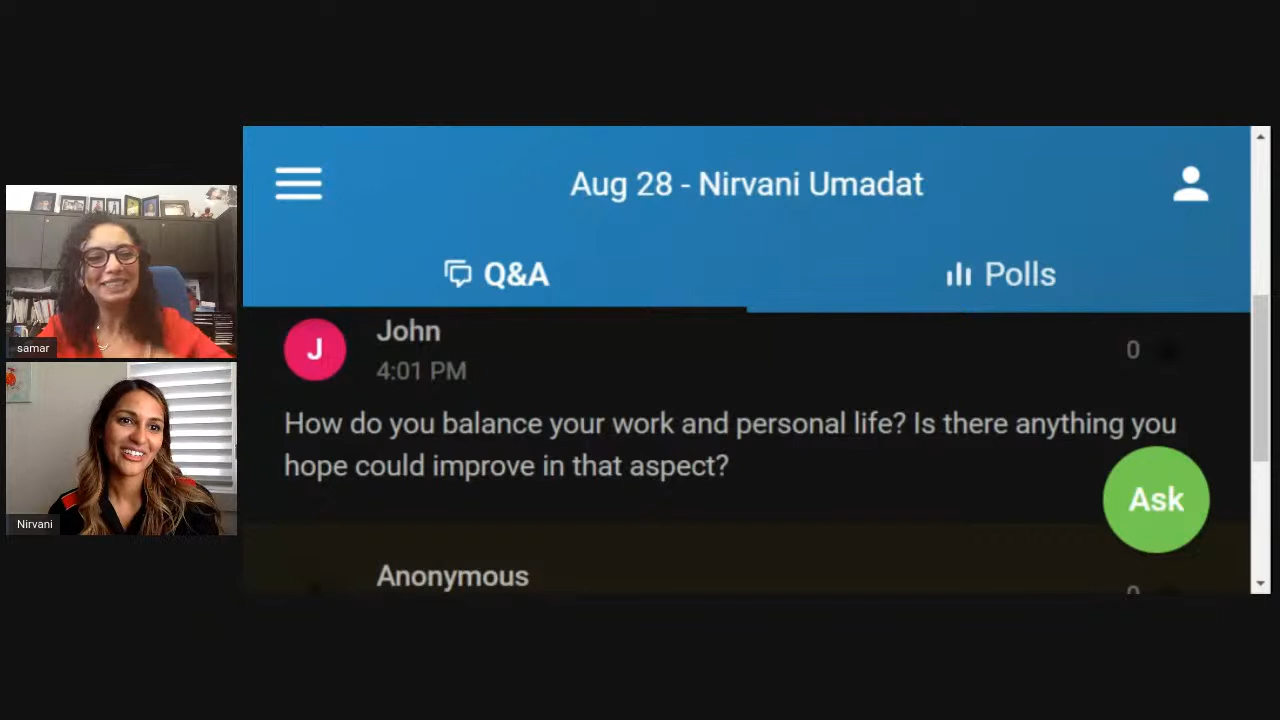 Aug 28 - Nirvani Umadat
Q&A
Polls
J
John
4:01 PM
0
How do you balance your work and personal life? Is there anything you
hope could improve in that aspect?
Ask
Anonymous
0
samar
Nirvani